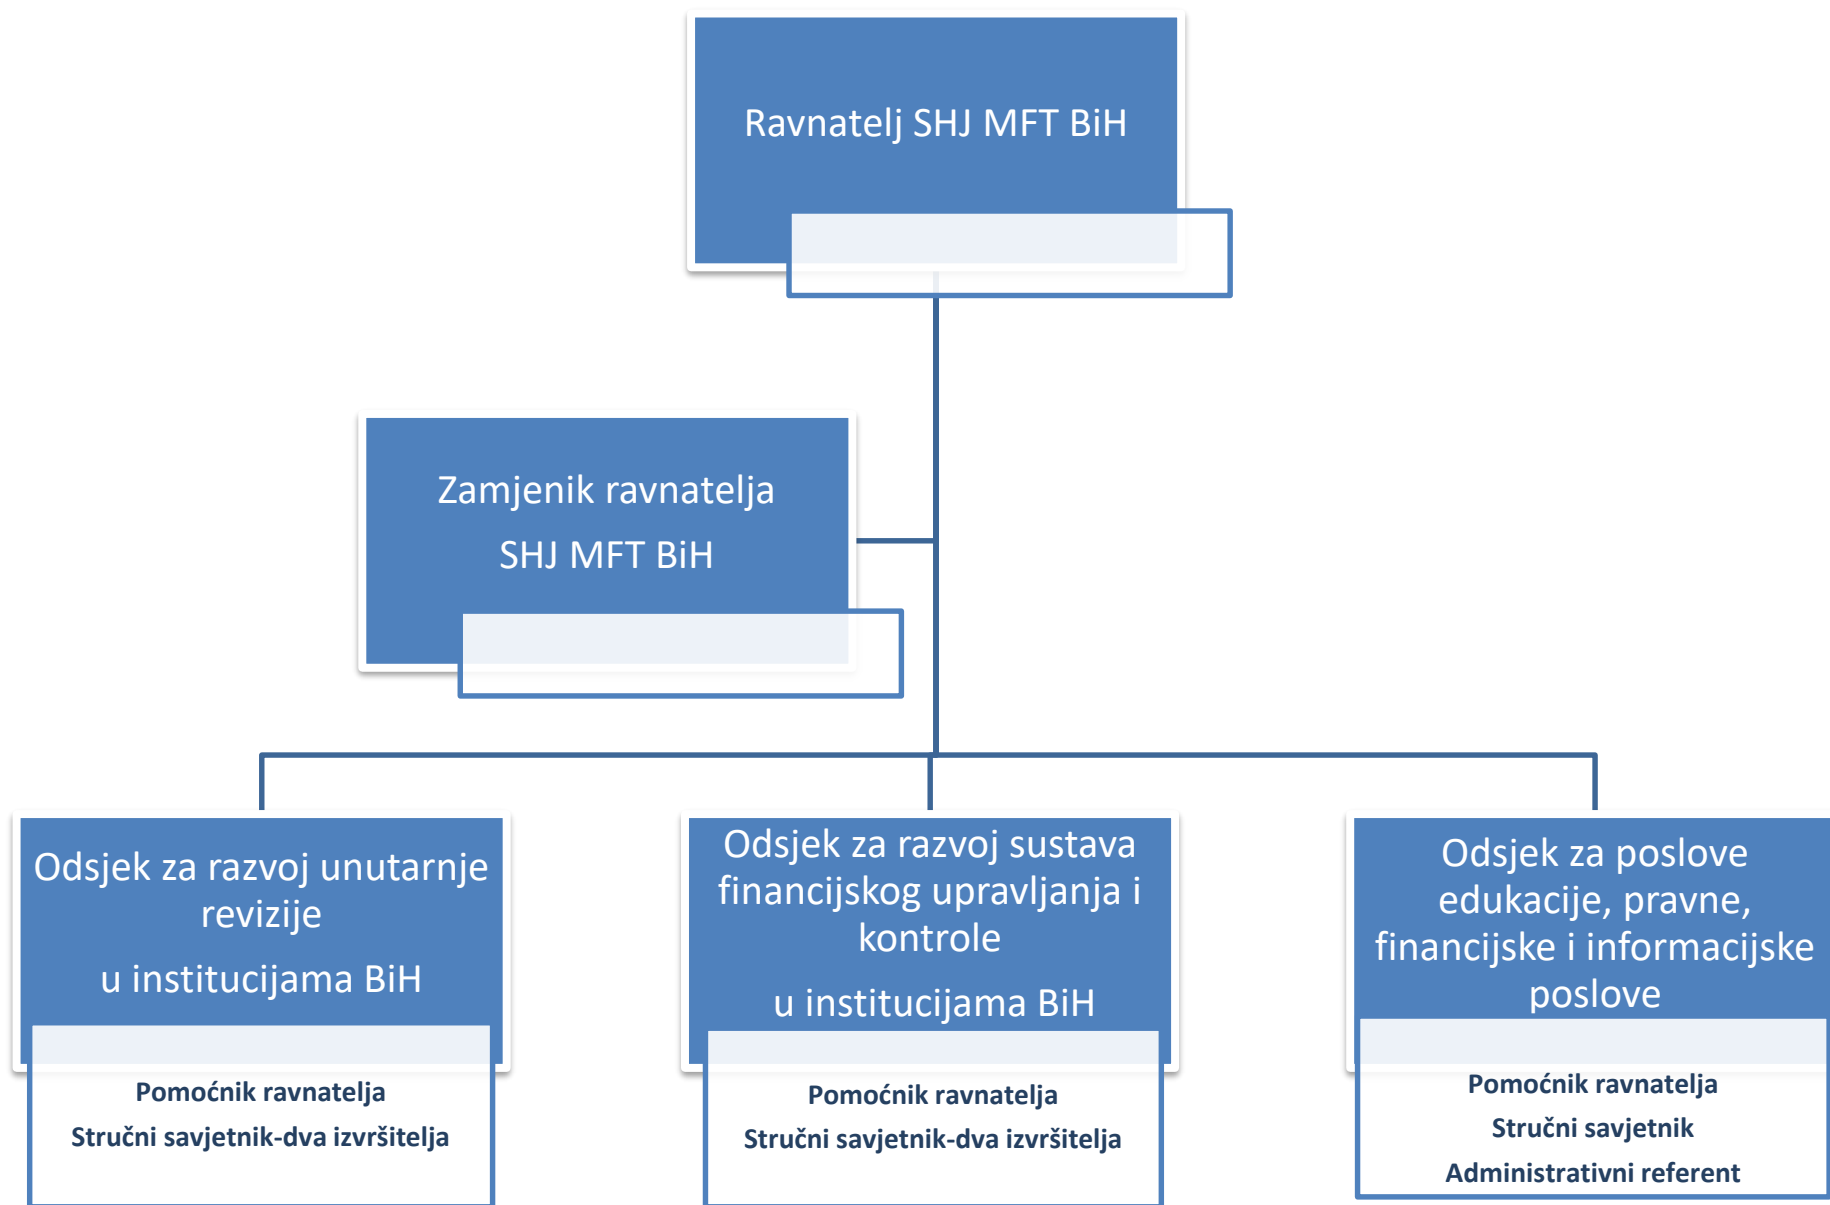 Ravnatelj SHJ MFT BiH
Zamjenik ravnatelja
SHJ MFT BiH
Odsjek za razvoj unutarnje
revizije
u institucijama BiH
Pomoćnik ravnatelja
Stručni savjetnik-dva izvršitelja
Odsjek za razvoj sustava
financijskog upravljanja i
kontrole
u institucijama BiH
Pomoćnik ravnatelja
Stručni savjetnik-dva izvršitelja
Odsjek za poslove
edukacije, pravne,
financijske i informacijske
poslove
Pomoćnik ravnatelja
Stručni savjetnik
Administrativni referent